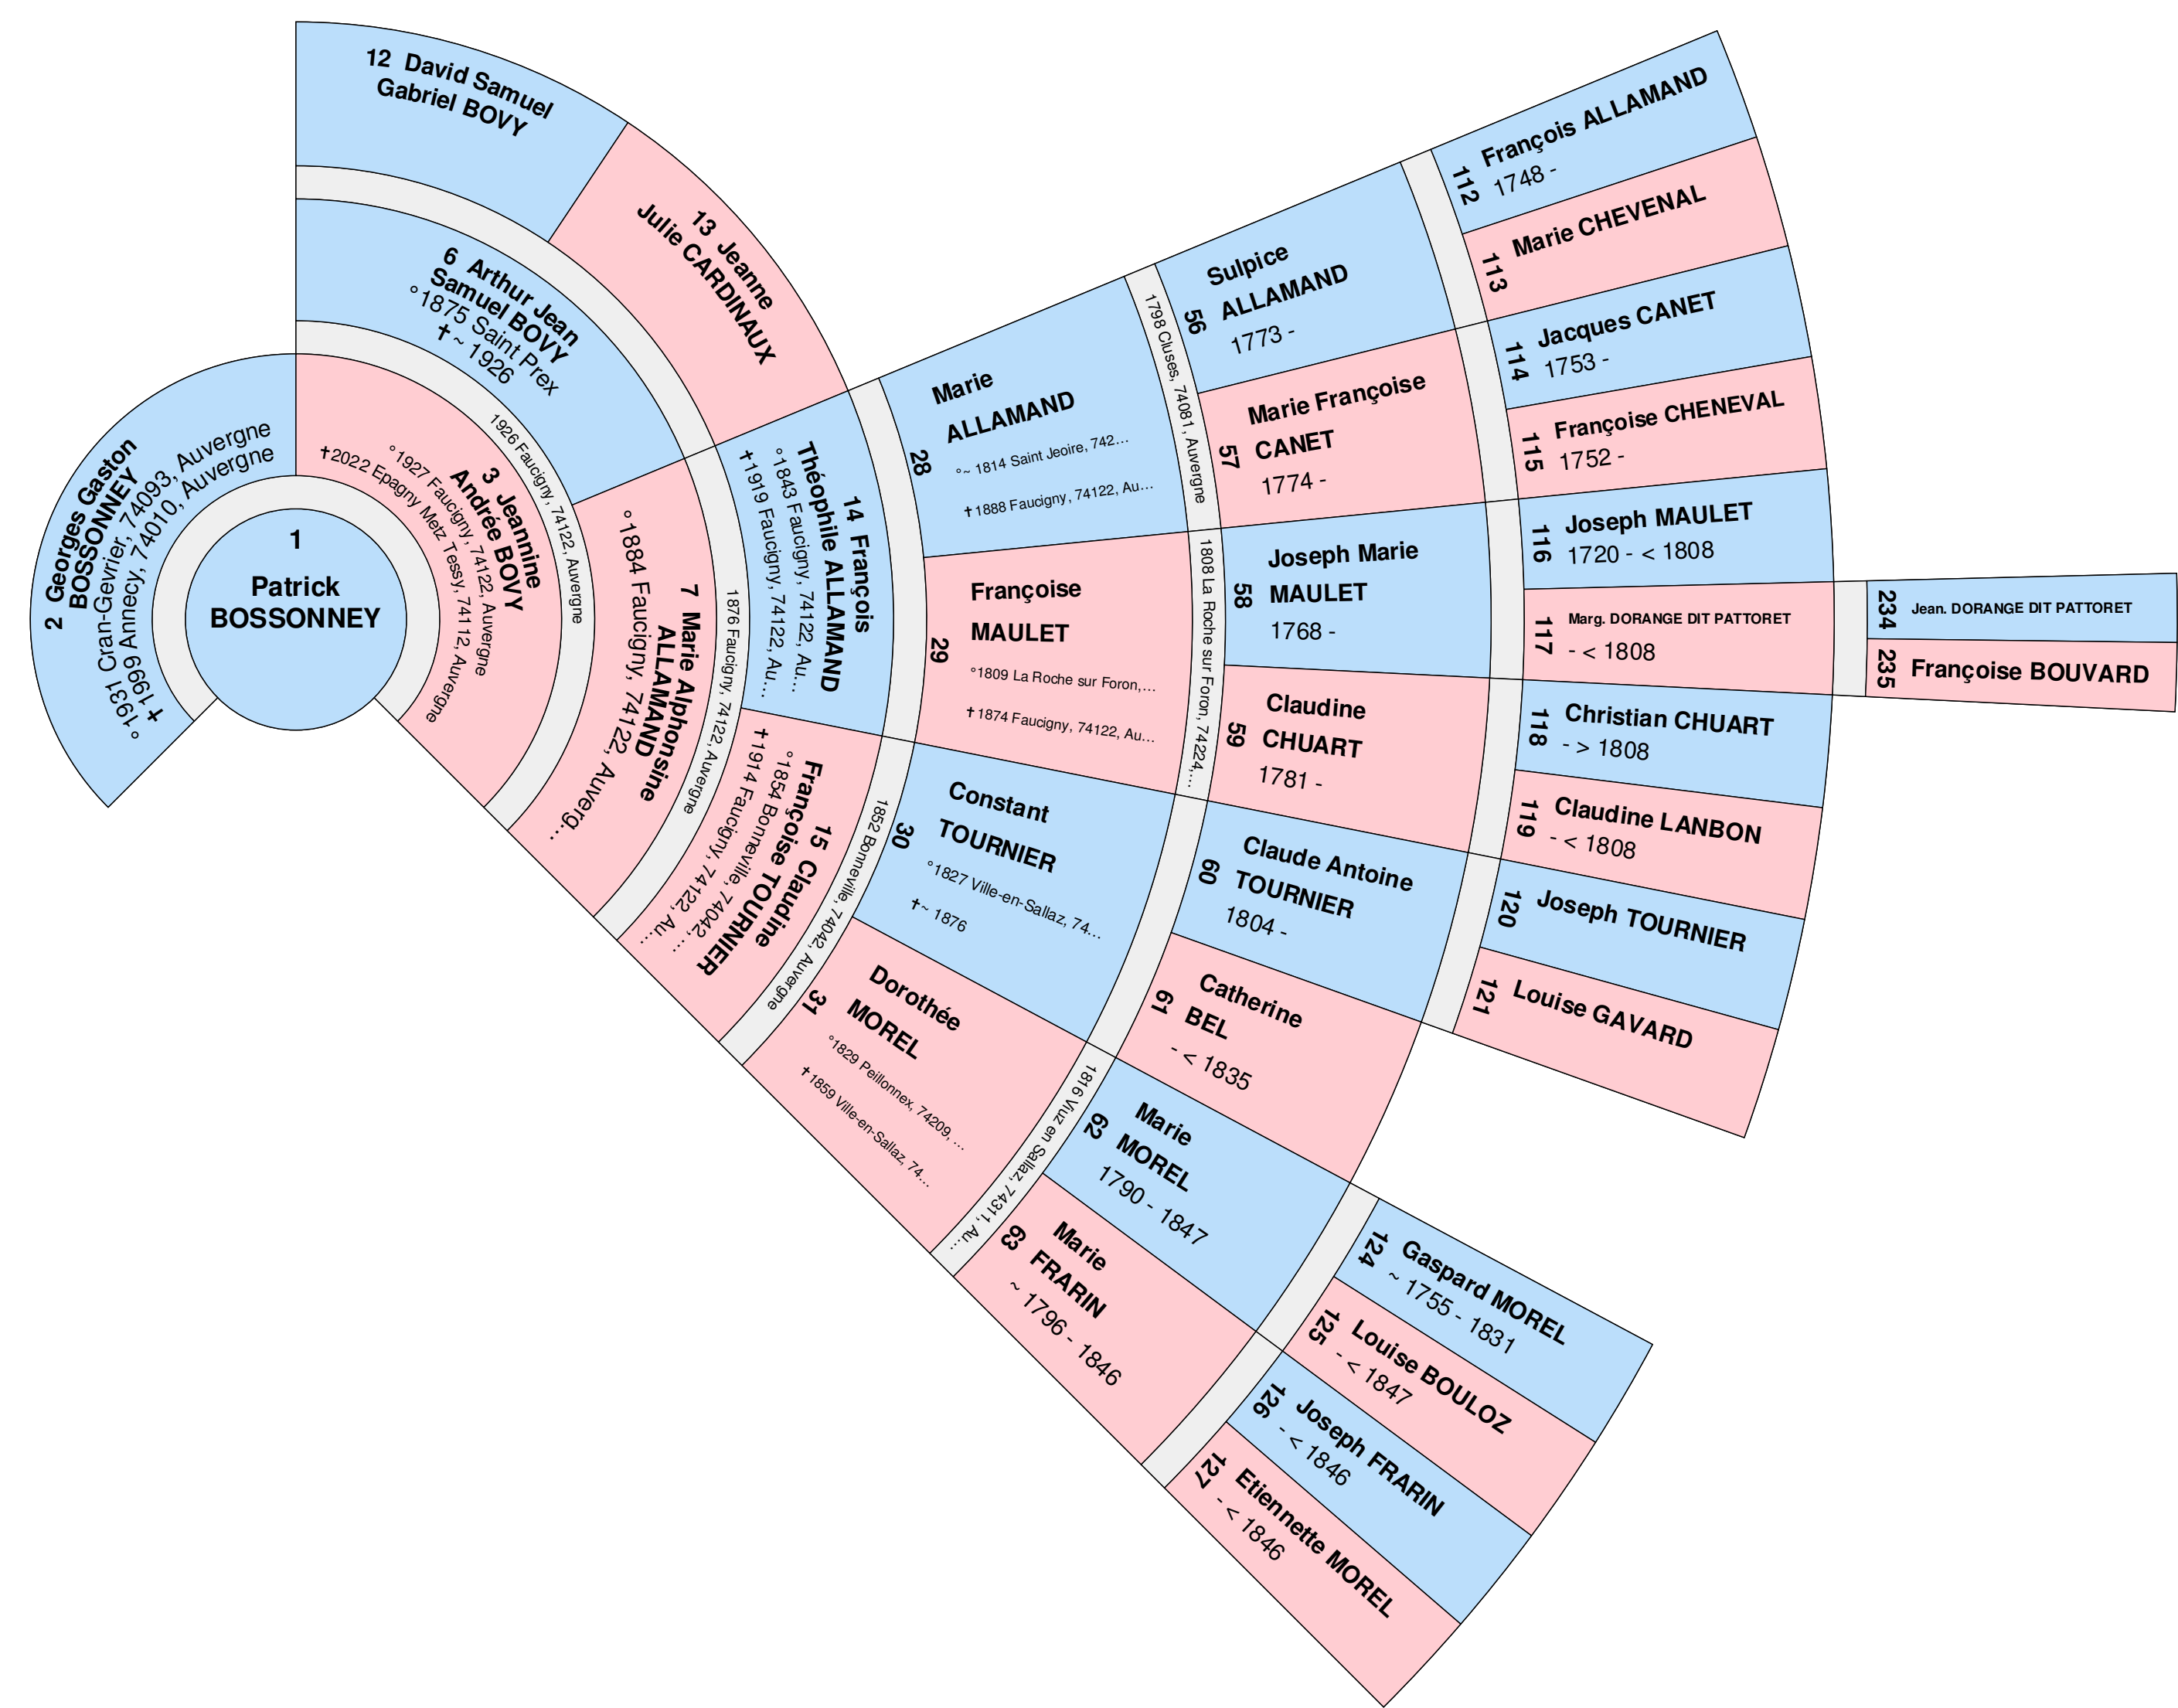 1
Patrick
BOSSONNEY
2 Georges Gaston
BOSSONNEY
°1931 Cran-Gevrier, 74093, Auvergne
✝1999 Annecy, 74010, Auvergne
3 Jeannine
Andrée BOVY
°1927 Faucigny, 74122, Auvergne
✝2022 Epagny Metz Tessy, 74112, Auvergne
1926 Faucigny, 74122, Auvergne
6 Arthur Jean
Samuel BOVY
°1875 Saint Prex
✝~ 1926
7 Marie Alphonsine
ALLAMAND
°1884 Faucigny, 74122, Auverg…
12 David Samuel
Gabriel BOVY
13 Jeanne
Julie CARDINAUX
1876 Faucigny, 74122, Auvergne
14 François
Théophile ALLAMAND
°1843 Faucigny, 74122, Au…
✝1919 Faucigny, 74122, Au…
15 Claudine
Françoise TOURNIER
°1854 Bonneville, 74042,…
✝1914 Faucigny, 74122, Au…
28
Marie
ALLAMAND
°~ 1814 Saint Jeoire, 742…
✝1888 Faucigny, 74122, Au…
29
Françoise
MAULET
°1809 La Roche sur Foron,…
✝1874 Faucigny, 74122, Au…
1852 Bonneville, 74042, Auvergne
30
Constant
TOURNIER
°1827 Ville-en-Sallaz, 74…
✝~ 1876
31
Dorothée
MOREL
°1829 Peillonnex, 74209, …
✝1859 Ville-en-Sallaz, 74…
1798 Cluses, 74081, Auvergne
56
Sulpice
ALLAMAND
1773 -
57
Marie Françoise
CANET
1774 -
1808 La Roche sur Foron, 74224,…
58
Joseph Marie
MAULET
1768 -
59
Claudine
CHUART
1781 -
60
Claude Antoine
TOURNIER
1804 -
61
Catherine
BEL
- < 1835
1816 Viuz en Sallaz, 74311, Au…
62
Marie
MOREL
1790 - 1847
63
Marie
FRARIN
~ 1796 - 1846
112
François ALLAMAND
1748 -
113
Marie CHEVENAL
114
Jacques CANET
1753 -
115
Françoise CHENEVAL
1752 -
116
Joseph MAULET
1720 - < 1808
117
Marg. DORANGE DIT PATTORET
- < 1808
118
Christian CHUART
- > 1808
119
Claudine LANBON
- < 1808
120
Joseph TOURNIER
121
Louise GAVARD
124
Gaspard MOREL
~ 1755 - 1831
125
Louise BOULOZ
- < 1847
126
Joseph FRARIN
- < 1846
127
Etiennette MOREL
- < 1846
234
Jean. DORANGE DIT PATTORET
235
Françoise BOUVARD